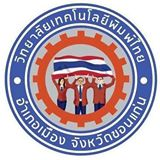 วิทยาลัยเทคโนโลยีพิมพ์ไทย
อำเภอเมือง จังหวัดขอนแก่น